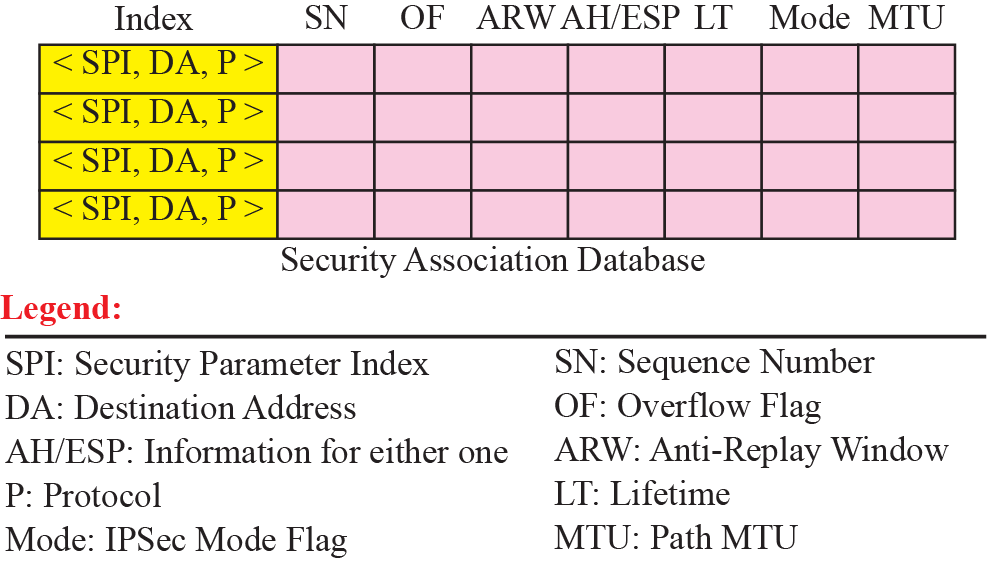 Index SN OF ARW AH/ESP LT Mode MTU
< SPI, DA, P >
< SPI, DA, P >
< SPI, DA, P >
< SPI, DA, P >
Security Association Database
Legend:
SPI: Security Parameter Index
DA: Destination Address
AH/ESP: Information for either one
P: Protocol
Mode: IPSec Mode Flag
SN: Sequence Number
OF: Overflow Flag
ARW: Anti-Replay Window
LT: Lifetime
MTU: Path MTU